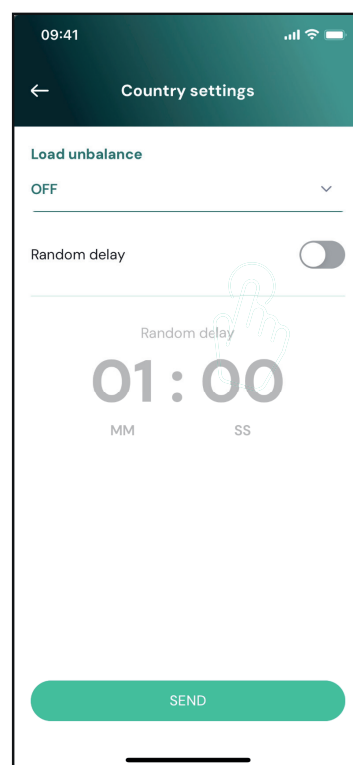 09:41
Country settings
Load unbalance
OFF
Random delay
Random delay
01 : 00
MM SS
SEND